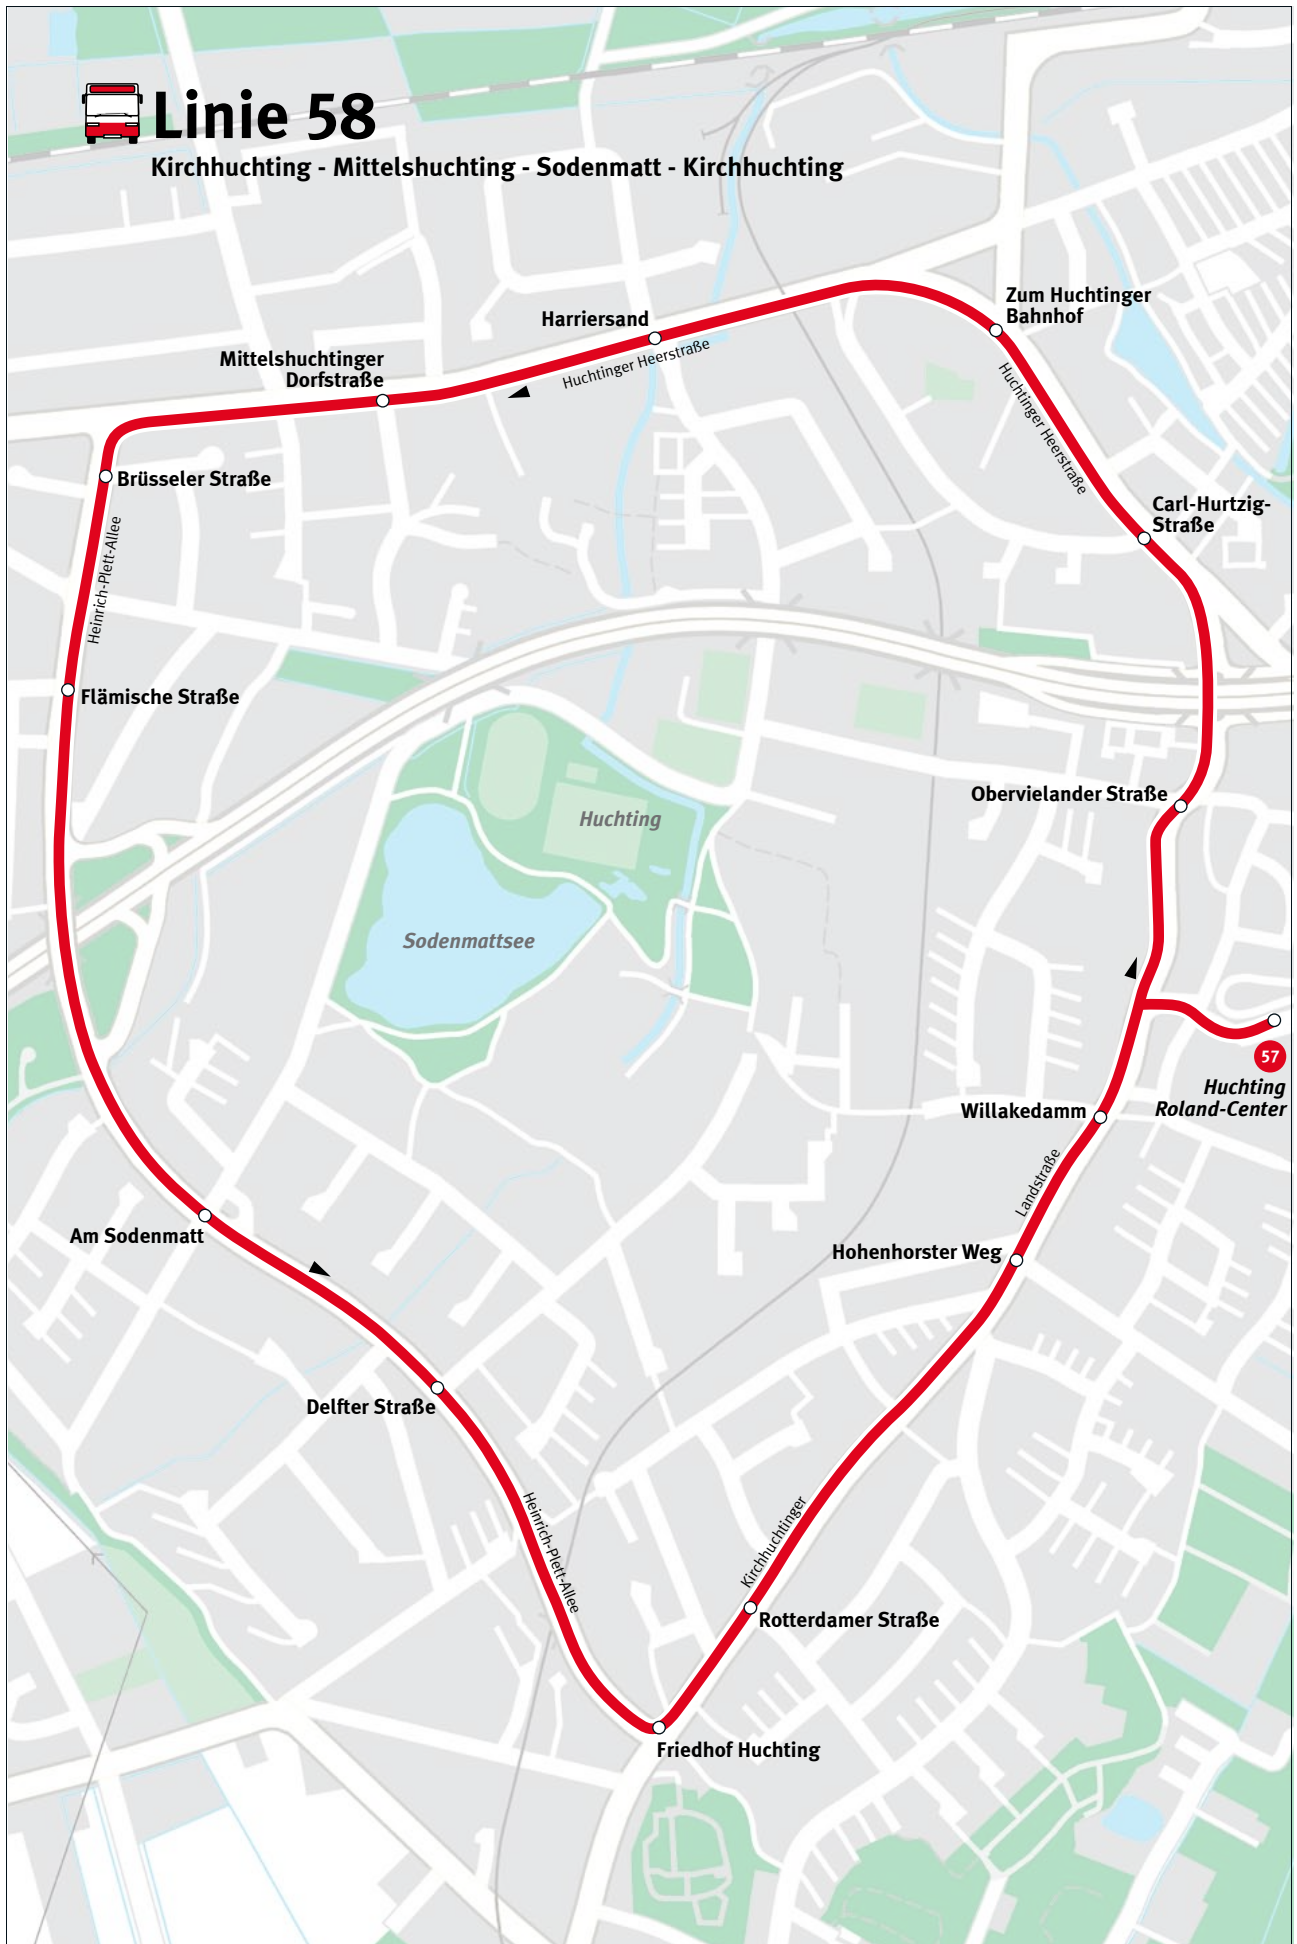 Linie 58
Kirchhuchting - Mittelshuchting - Sodenmatt - Kirchhuchting
Zum Huchtinger
Bahnhof
Harriersand
Huchtinger Heerstraße
Mittelshuchtinger
Dorfstraße
Huchtinger Heerstraße
Brüsseler Straße
Carl-Hurtzig-
Straße
Heinrich-Plett-Allee
Flämische Straße
Obervielander Straße
Huchting
Sodenmattsee
57
Huchting
Roland-Center
Willakedamm
Landstraße
Am Sodenmatt
Hohenhorster Weg
Delfter Straße
Heinrich-Plett-Allee
Kirchhuchtinger
Rotterdamer Straße
Friedhof Huchting